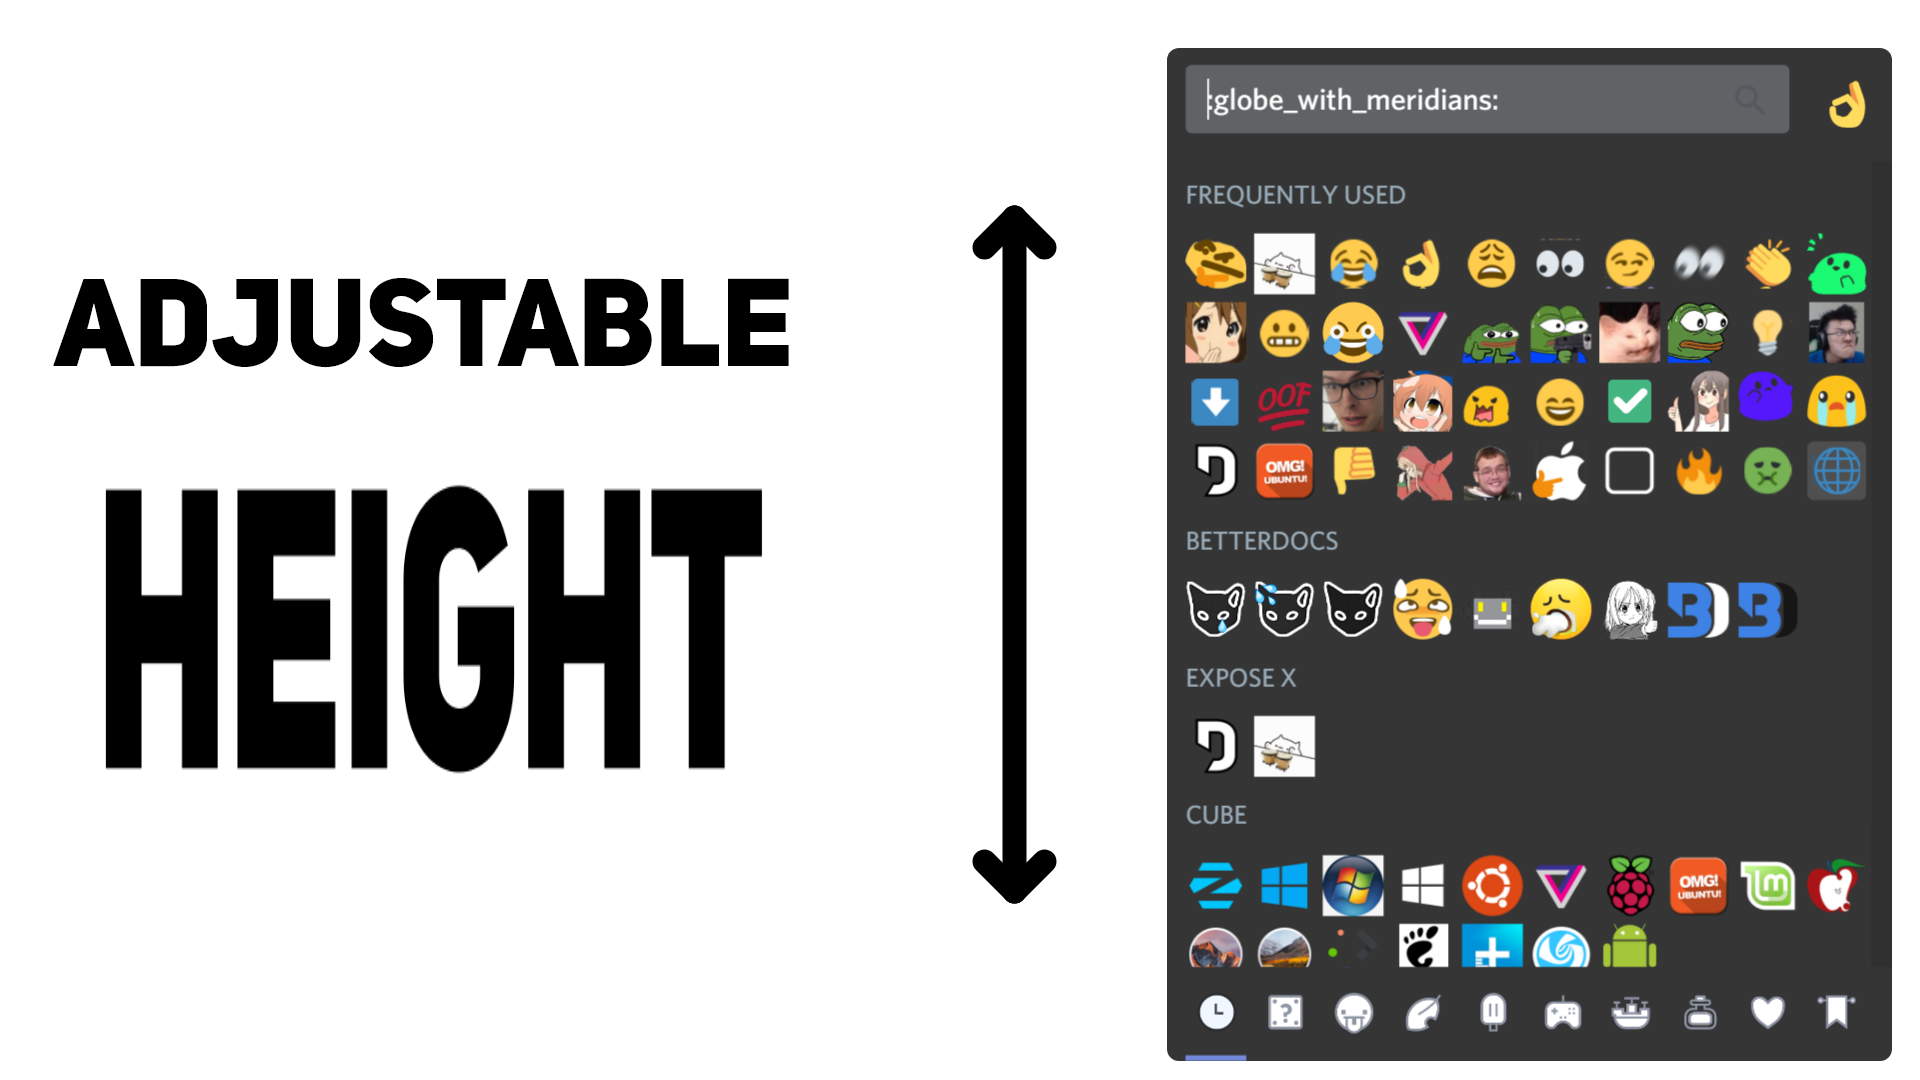 ADJUSTABLE
HEIGHT
:globe_with_meridians:
FREQUENTLY USED
OOF
OMG!
UBUNTU!
BETTERDOCS
EXPOSE X
CUBE
OMG!
UBUNTU!